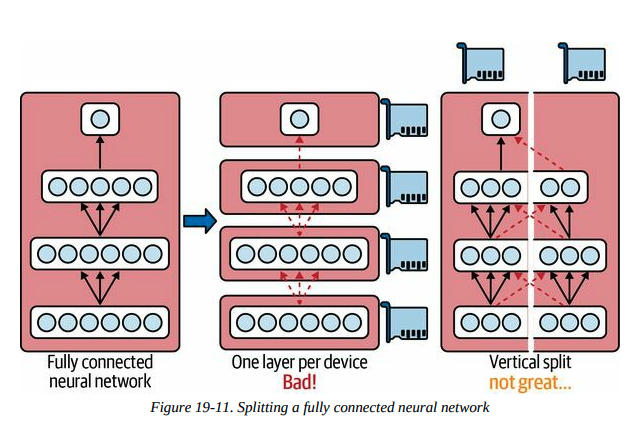 Fully connected
neural network
One layer per device
Bad!
Vertical split
not great...
Figure 19-11. Splitting a fully connected neural network